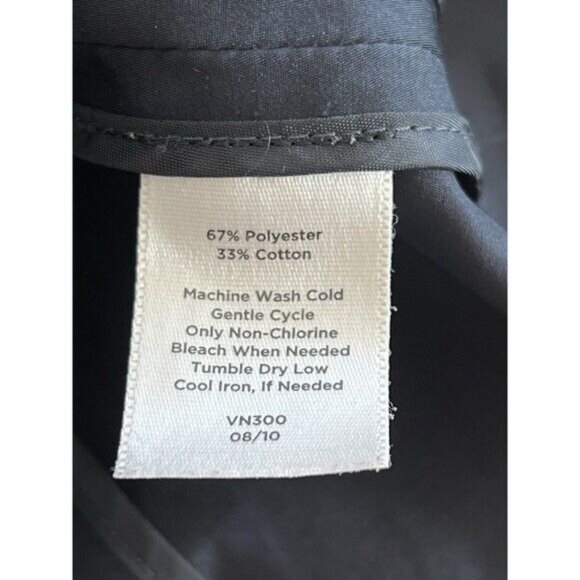 67% Polyester
33% Cotton
Machine Wash Cold
Gentle Cycle
Only Non-Chlorine
Bleach When Needed
Tumble Dry Low
Cool Iron, If Needed
VN300
08/10